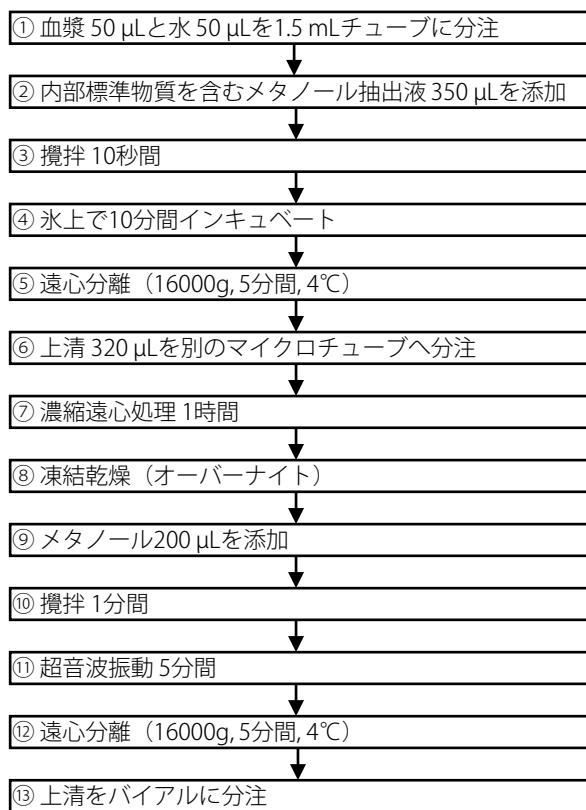 ① 血漿 50 µLと水 50 µLを1.5 mLチューブに分注
② 内部標準物質を含むメタノール抽出液 350 µLを添加
③ 攪拌 10秒間
④ 氷上で10分間インキュベート
⑤ 遠心分離（16000g, 5分間, 4℃）
⑥ 上清 320 µLを別のマイクロチューブへ分注
⑦ 濃縮遠心処理 1時間
⑧ 凍結乾燥（オーバーナイト）
⑨ メタノール200 µLを添加
⑩ 攪拌 1分間
⑪ 超音波振動 5分間
⑫ 遠心分離（16000g, 5分間, 4℃）
⑬ 上清をバイアルに分注